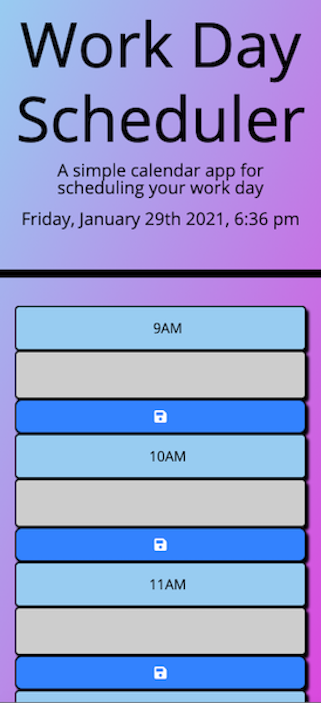 Work Day
Scheduler
A simple calendar app for
scheduling your work day
Friday, January 29th 2021, 6:36 pm
9AM
10AM
11AM